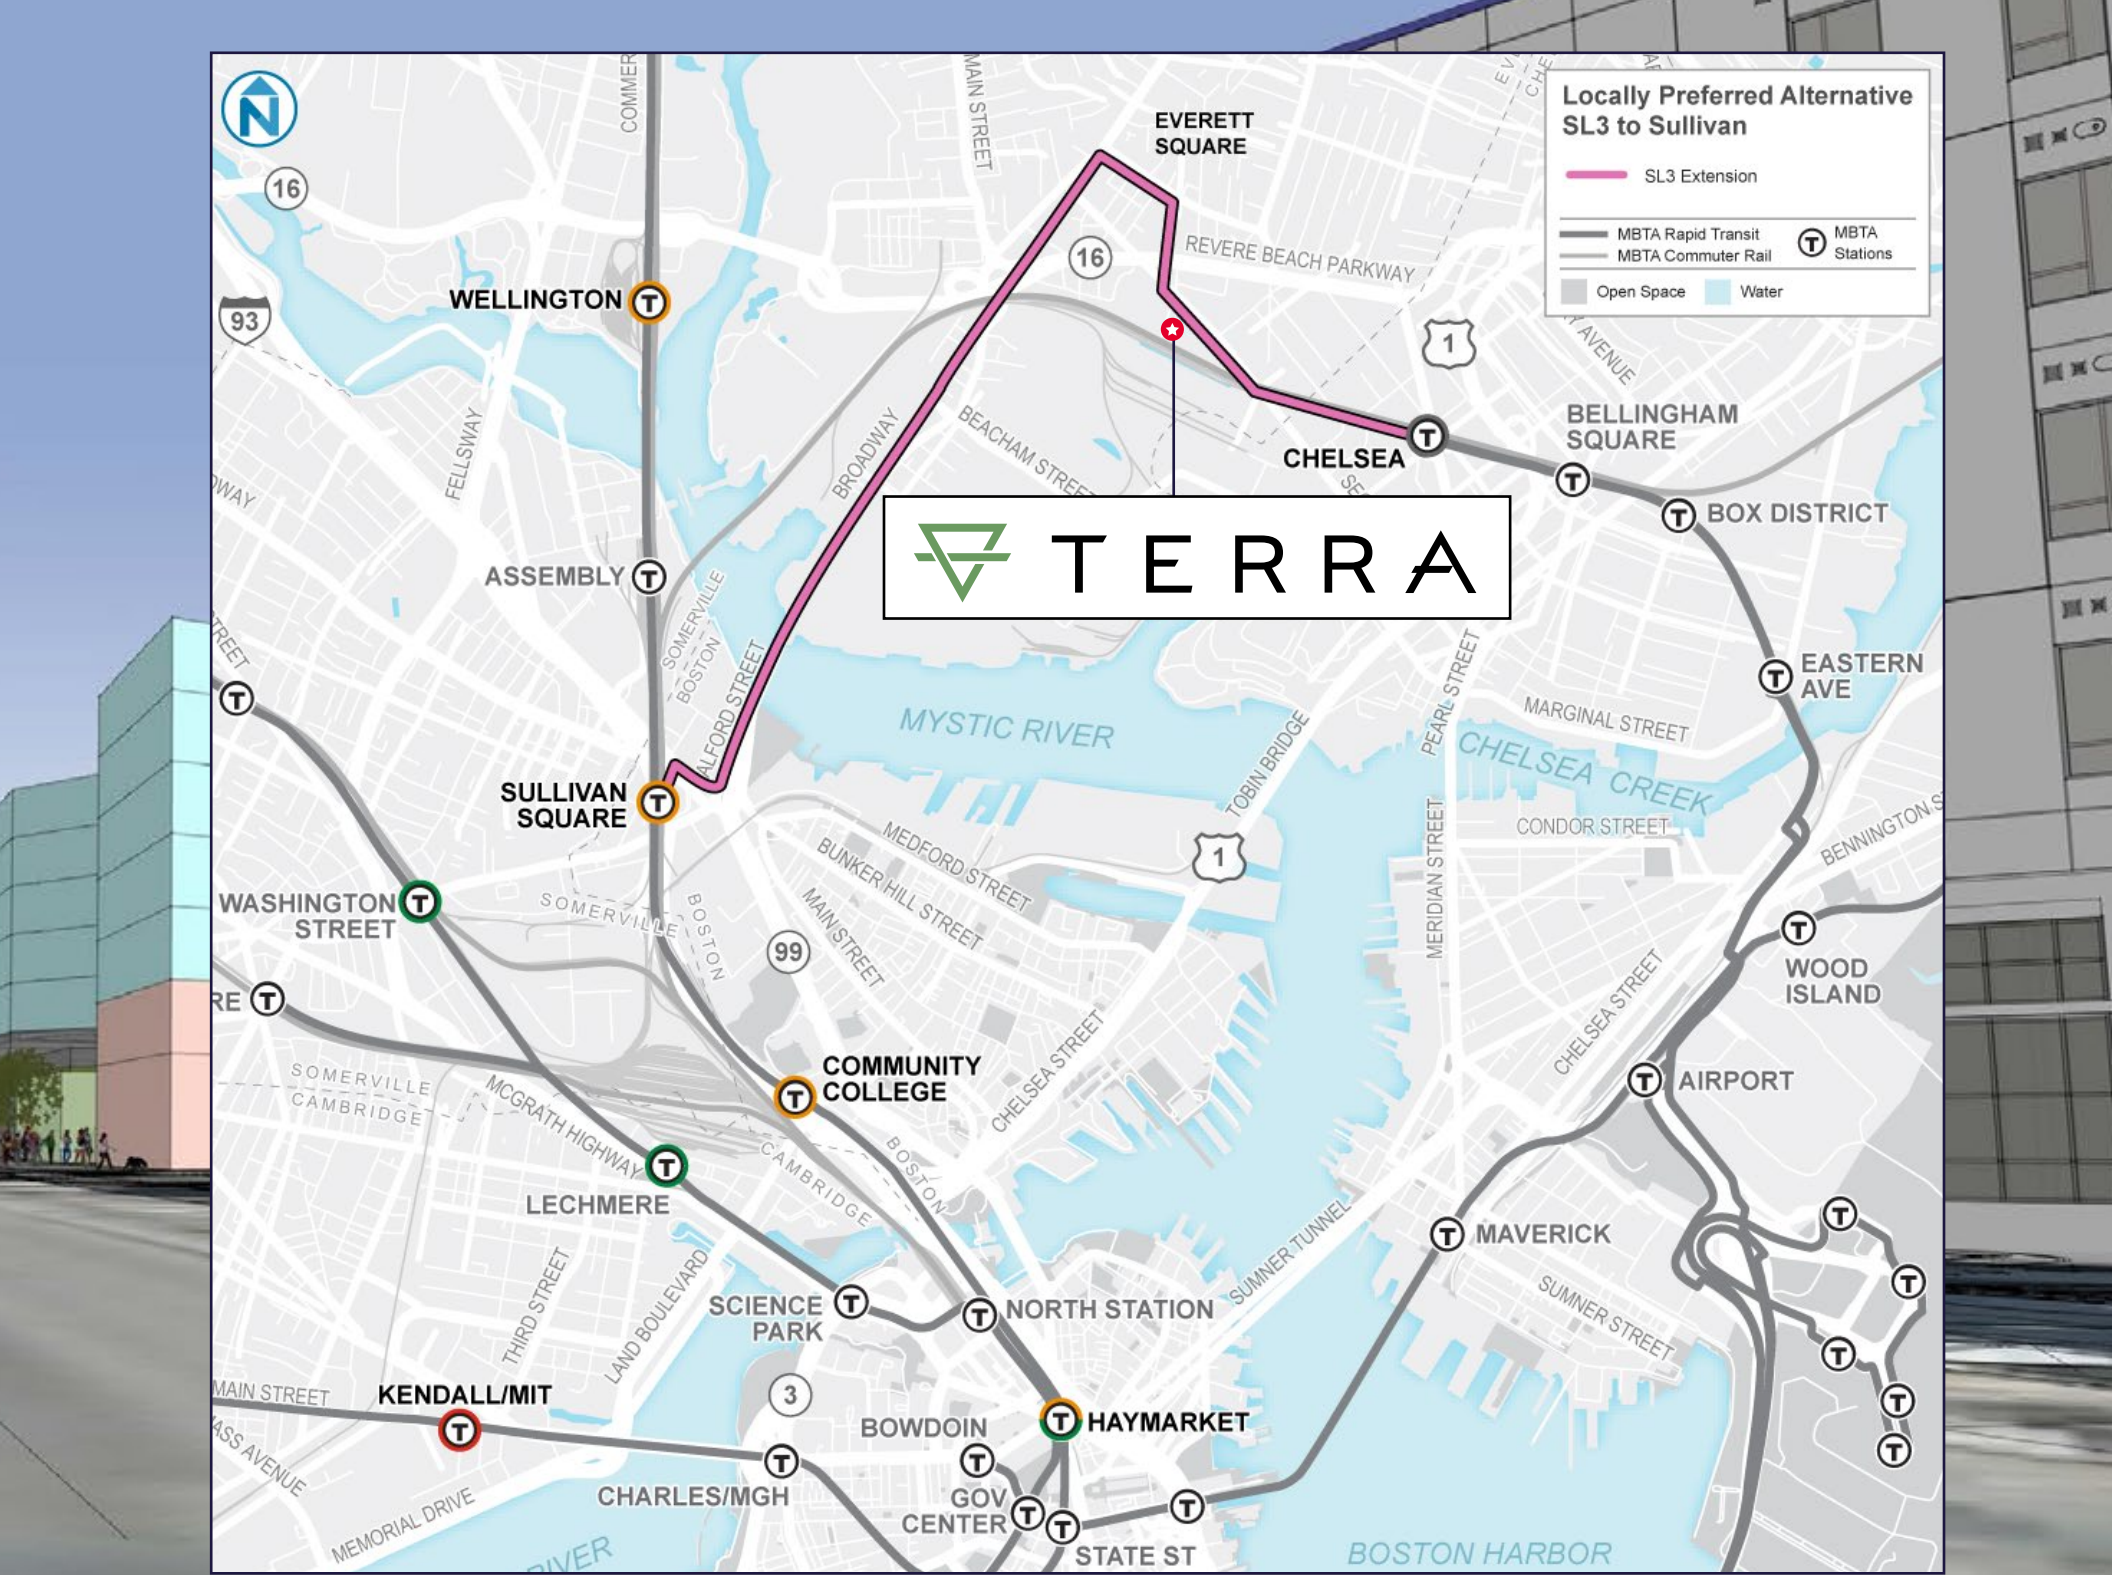 N
COMMER
MAIN STREET
EVERETT
SQUARE
Locally Preferred Alternative
SL3 to Sullivan
SL3 Extension
MBTA Rapid Transit
MBTA Commuter Rail
T
MBTA
Stations
Open Space
Water
16
16
REVERE BEACH PARKWAY
WELLINGTON
T
93
1
AVENUE
FELLSWAY
BROADWAY
BEACHAM STREET
CHELSEA
T
BELLINGHAM
SQUARE
T
T
BOX DISTRICT
TERRA
ASSEMBLY
T
SOMERVILLE
BOSTON
ALFORD STREET
MYSTIC RIVER
TOBIN BRIDGE
PEARL STREET
MARGINAL STREET
CHELSEA CREEK
T
EASTERN
AVE
T
SULLIVAN
SQUARE
T
MEDFORD STREET
BUNKER HILL STREET
MAIN STREET
1
MERIDIAN STREET
CONDOR STREET
BENNINGTON S
WASHINGTON
STREET
T
SOMERVILLE
BOSTON
99
T
WOOD
ISLAND
RE
T
SOMERVILLE
CAMBRIDGE
MCGRATH HIGHWAY
COMMUNITY
COLLEGE
T
CHELSEA STREET
CHELSEA STREET
T
AIRPORT
T
LECHMERE
CAMBRIDGE
BOSTON
SUMNER TUNNEL
T
MAVERICK
SUMNER STREET
T
T
T
T
T
THIRD STREET
LAND BOULEVARD
SCIENCE
PARK
T
T
NORTH STATION
MAIN STREET
KENDALL/MIT
T
3
T
HAYMARKET
BOWDOIN
T
ASS AVENUE
MEMORIAL DRIVE
CHARLES/MGH
T
GOV
CENTER
T
T
STATE ST
T
RIVER
BOSTON HARBOR